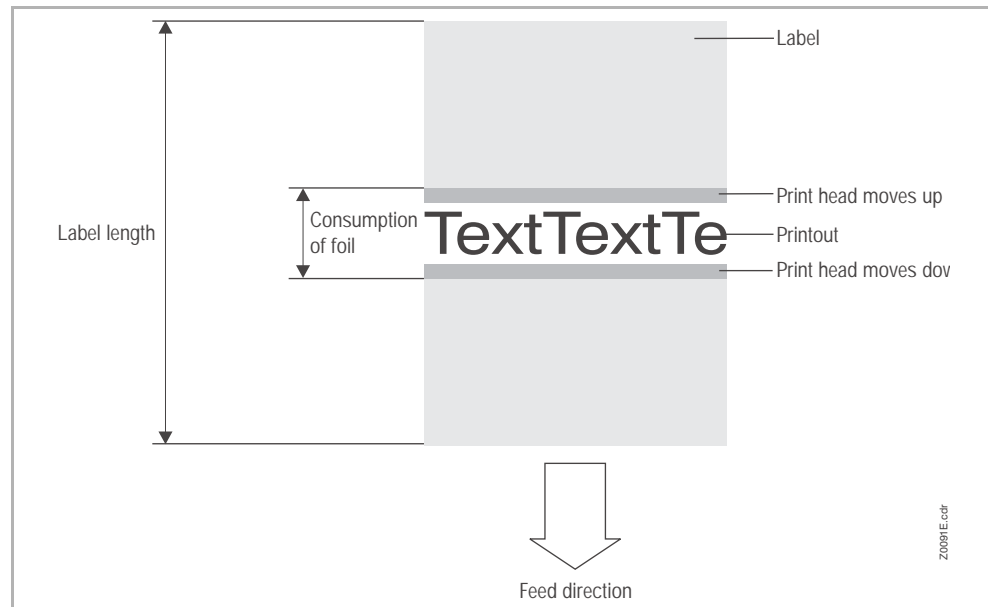 Label
Print head moves up
Label length
Consumption
of foil
TextTextTe
Printout
Print head moves dov
Feed direction
Z0091E.cdr